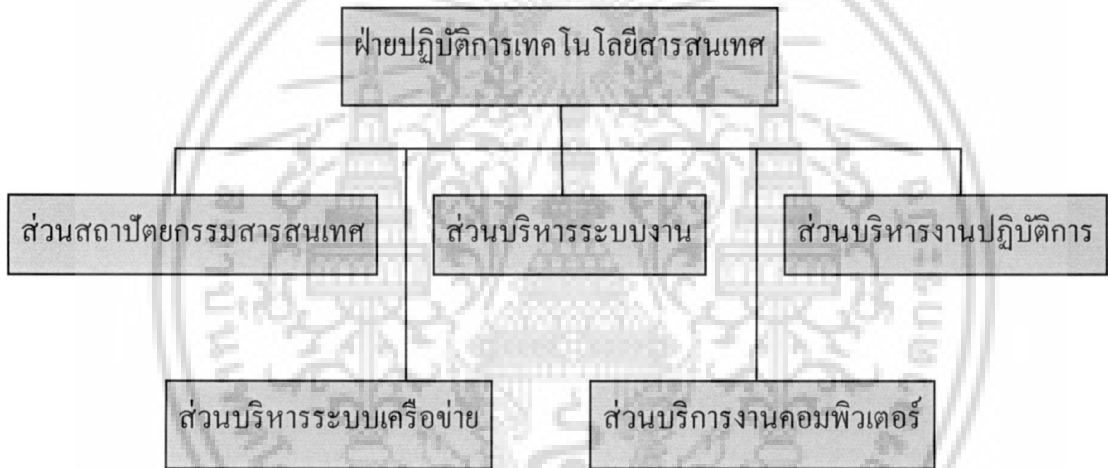 ฝ่ายปฏิบัติการเทคโนโลยีสารสนเทศ
ส่วนสถาปัตยกรรมสารสนเทศ
ส่วนบริหารระบบงาน
ส่วนบริหารงานปฏิบัติการ
ส่วนบริหารระบบเครือข่าย
ส่วนบริการงานคอมพิวเตอร์